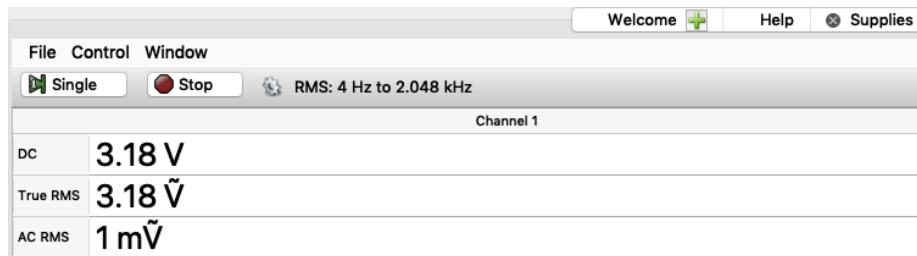 Welcome Help Supplies
File Control Window
Single Stop RMS: 4 Hz to 2.048 kHz
Channel 1
DC 3.18 V
True RMS 3.18 Ṽ
AC RMS 1 mṼ